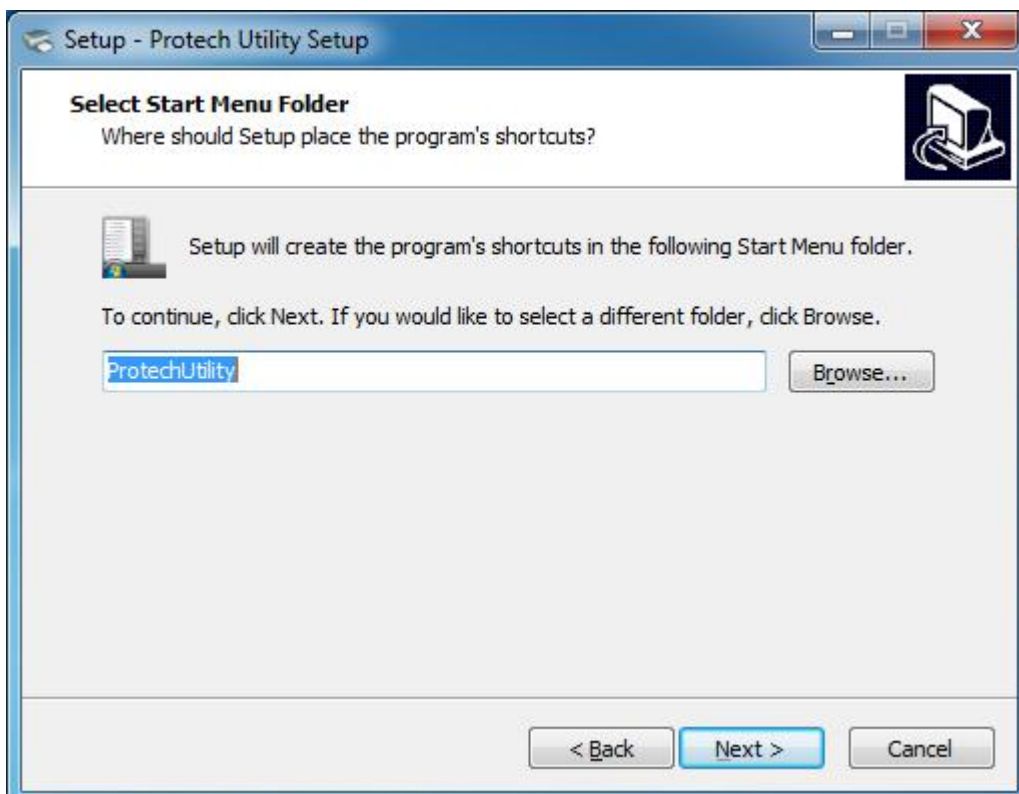 Setup - Protech Utility Setup
Select Start Menu Folder
Where should Setup place the program's shortcuts?
Setup will create the program's shortcuts in the following Start Menu folder.
To continue, click Next. If you would like to select a different folder, click Browse.
ProtechUtility
Browse...
< Back
Next >
Cancel